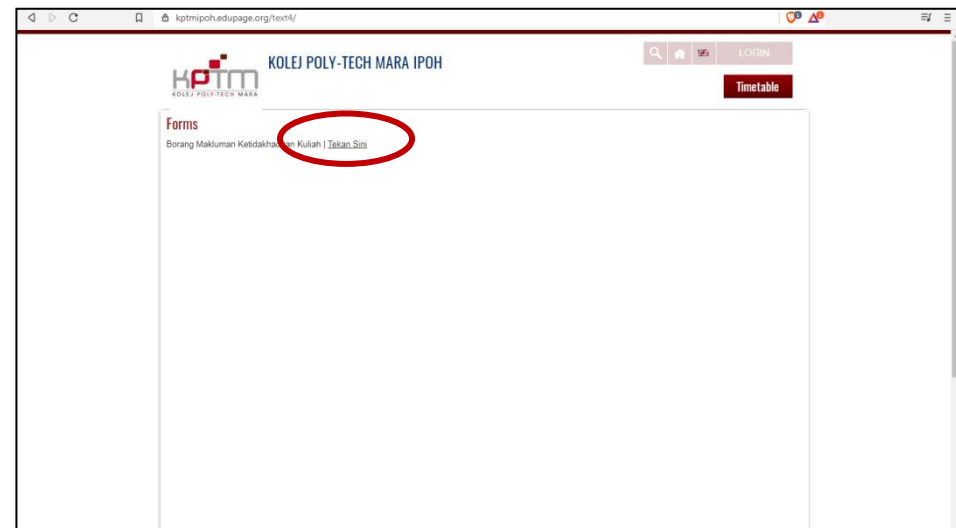 kptmipoh.edupage.org/text4/
kptm
KOLEJ POLY-TECH MARA
KOLEJ POLY-TECH MARA IPOH
LOGIN
Timetable
Forms
Borang Makluman Ketidakhadiran Kuliah | Tekan Sini